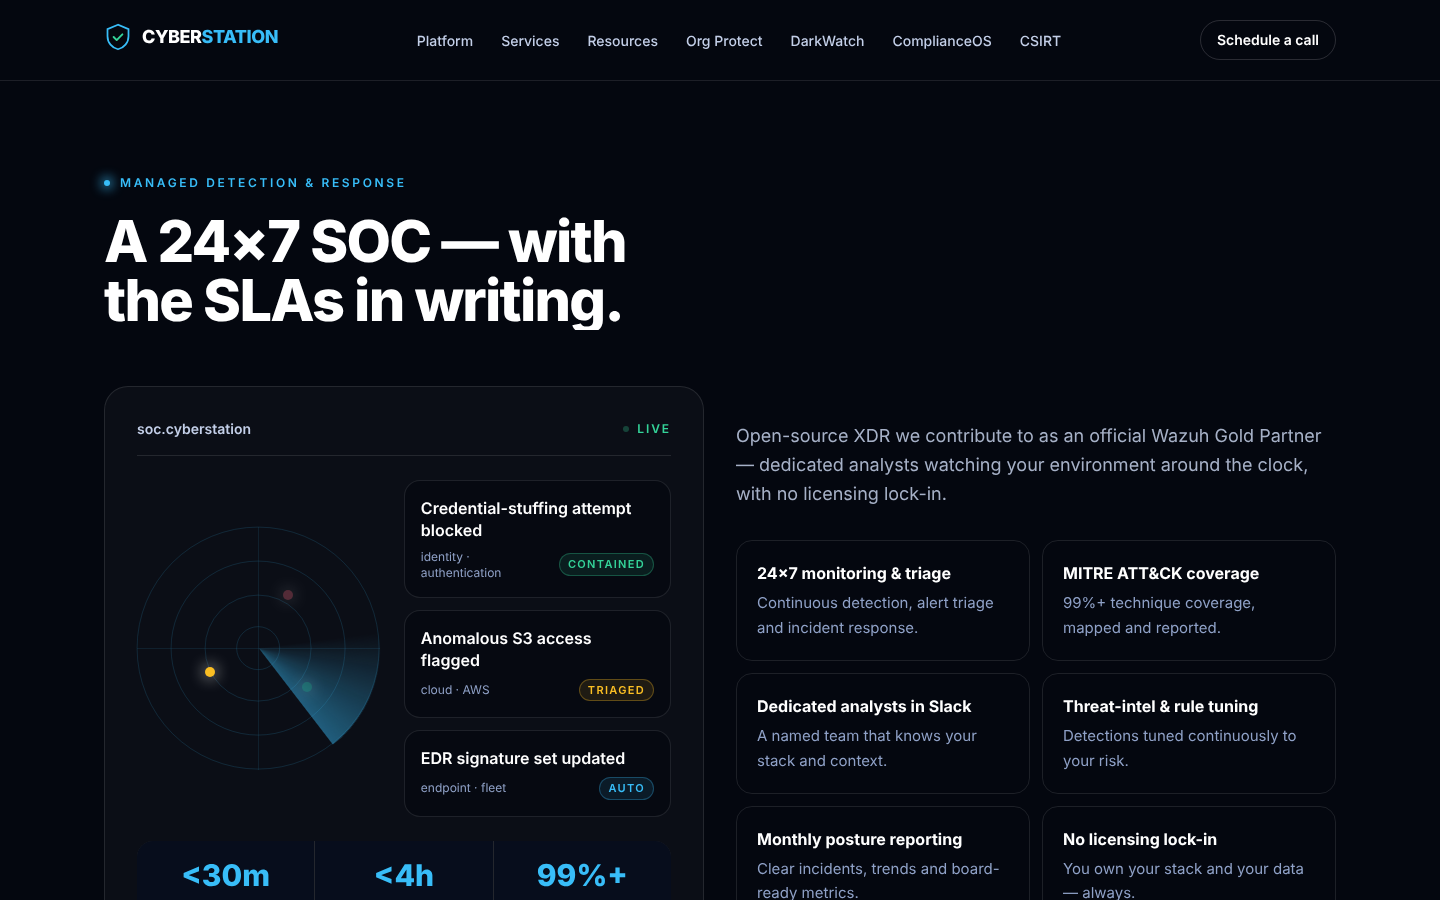 CYBERSTATION
Platform
Services
Resources
Org Protect
DarkWatch
ComplianceOS
CSIRT
Schedule a call
MANAGED DETECTION & RESPONSE
A 24×7 SOC — with
the SLAs in writing.
soc.cyberstation
LIVE
Credential-stuffing attempt
blocked
identity ·
authentication
CONTAINED
Anomalous S3 access
flagged
cloud · AWS
TRIAGED
EDR signature set updated
endpoint · fleet
AUTO
<30m
<4h
99%+
Open-source XDR we contribute to as an official Wazuh Gold Partner
— dedicated analysts watching your environment around the clock,
with no licensing lock-in.
24×7 monitoring & triage
Continuous detection, alert triage
and incident response.
MITRE ATT&CK coverage
99%+ technique coverage,
mapped and reported.
Dedicated analysts in Slack
A named team that knows your
stack and context.
Threat-intel & rule tuning
Detections tuned continuously to
your risk.
Monthly posture reporting
Clear incidents, trends and board-
ready metrics.
No licensing lock-in
You own your stack and your data
— always.